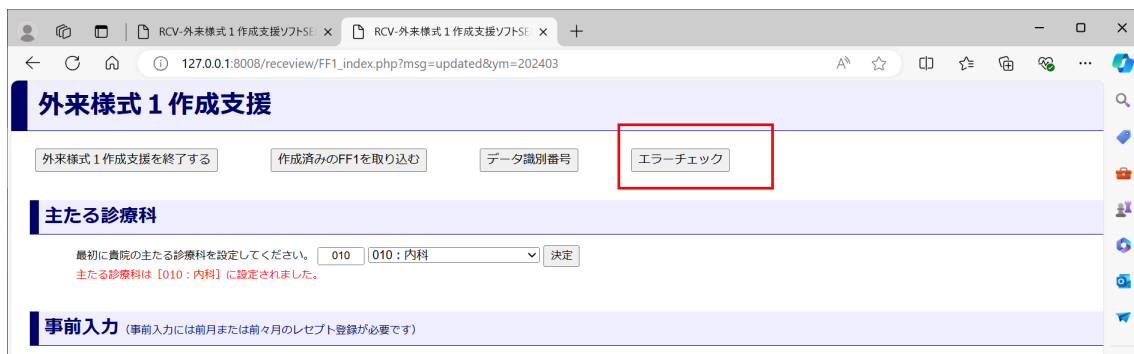 RCV-外来様式１作成支援ソフトSE
RCV-外来様式１作成支援ソフトSE
127.0.0.1:8008/receview/FF1_index.php?msg=updated&ym=202403
外来様式１作成支援
外来様式１作成支援を終了する 作成済みのFF1を取り込む データ識別番号 エラーチェック
主たる診療科
最初に貴院の主たる診療科を設定してください。 010 010：内科 決定
主たる診療科は［010：内科］に設定されました。
事前入力（事前入力には前月または前々月のレセプト登録が必要です）